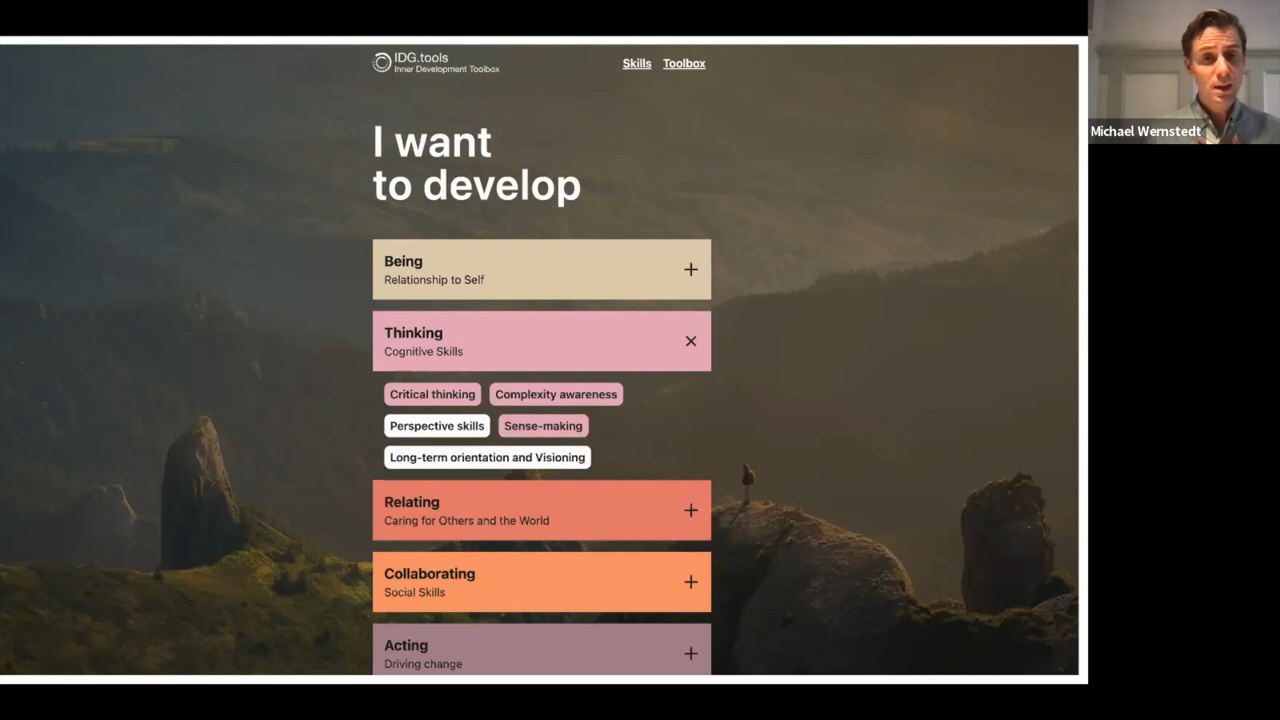 IDG.tools
Inner Development Toolbox
Skills Toolbox
I want
to develop
Being
Relationship to Self
Thinking
Cognitive Skills
Critical thinking Complexity awareness
Perspective skills Sense-making
Long-term orientation and Visioning
Relating
Caring for Others and the World
Collaborating
Social Skills
Acting
Driving change
Michael Wernstedt